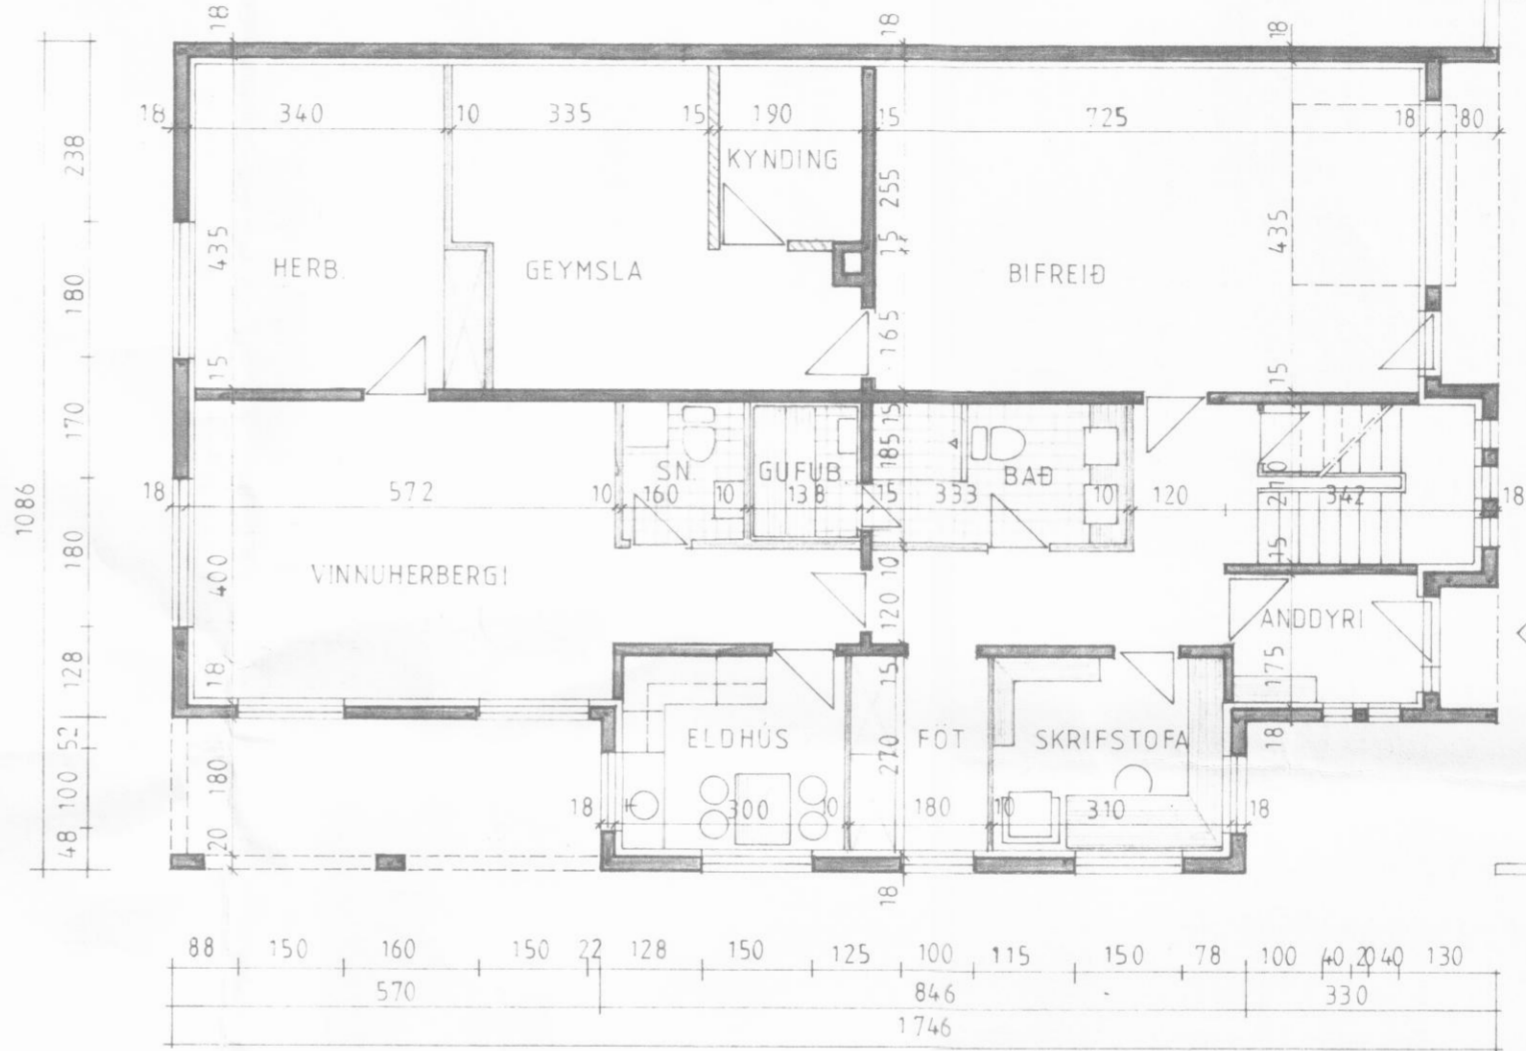 18 18 18
18 340 10 335 15 190 15 725 18 80
KYNDING
238
255
435 15 435
HERB. GEYMSLA BIFREIÐ
180
165
15 15
170 15
185
SN. GUFUB. BAÐ
18 572 10 160 10 138 15 333 10 120 210 342 18
1086
180 15
VINNUHERBERGI 400 10
120
ANDDYRI
128 18 15 175
52 ELDHÚS FÖT SKRIFSTOFA 18
270
100 180
18 300 10 180 10 310 18
48 20
18
88 150 160 150 22 128 150 125 100 115 150 78 100 40 20 40 130
570 846 330
1746